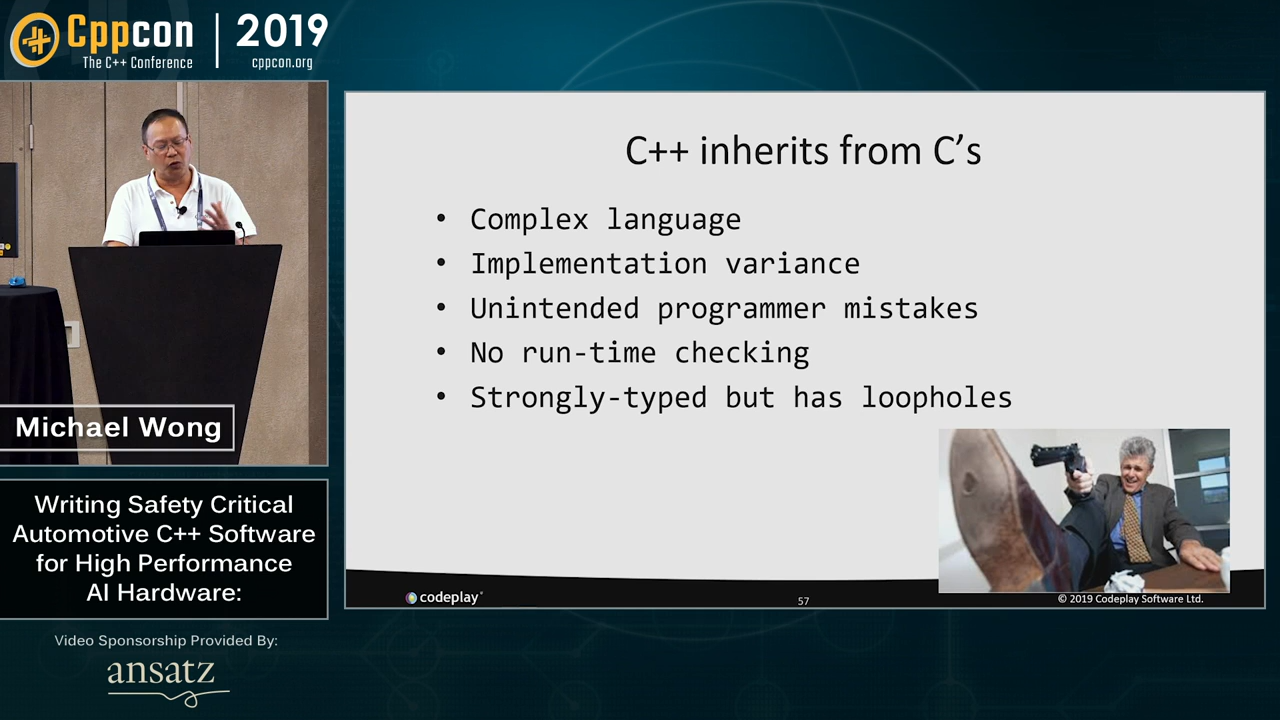 Cppcon | 2019
The C++ Conference cppcon.org
C++ inherits from C’s
• Complex language
• Implementation variance
• Unintended programmer mistakes
• No run-time checking
• Strongly-typed but has loopholes
Michael Wong
Writing Safety Critical
Automotive C++ Software
for High Performance
AI Hardware:
Video Sponsorship Provided By:
ansatz
codeplay®
57
© 2019 Codeplay Software Ltd.